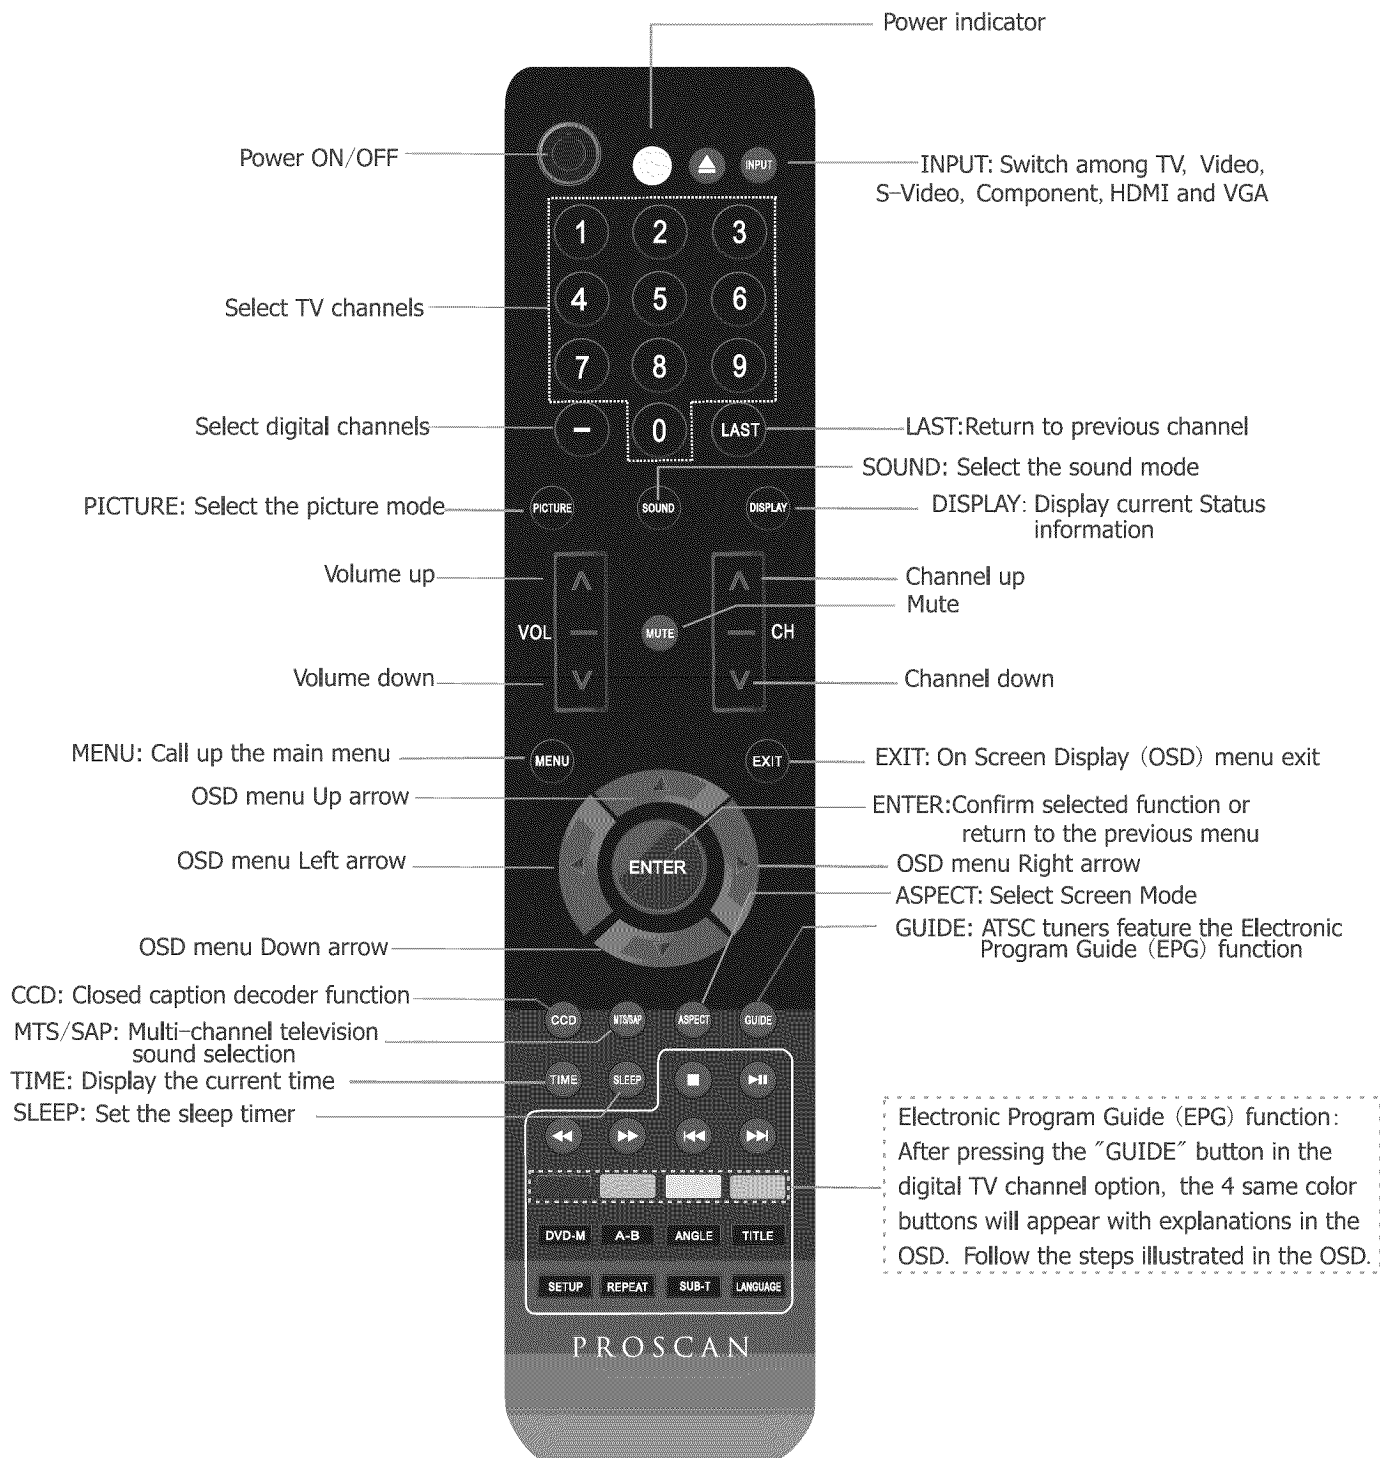 Power indicator
Power ON/OFF
INPUT
INPUT: Switch among TV, Video,
S-Video, Component, HDMI and VGA
1 2 3
Select TV channels
4 5 6
7 8 9
Select digital channels
- 0 LAST
LAST:Return to previous channel
SOUND: Select the sound mode
PICTURE: Select the picture mode
PICTURE SOUND DISPLAY
DISPLAY: Display current Status
information
Volume up
Channel up
Mute
VOL MUTE CH
Volume down
Channel down
MENU: Call up the main menu
MENU EXIT
EXIT: On Screen Display (OSD) menu exit
OSD menu Up arrow
ENTER:Confirm selected function or
return to the previous menu
OSD menu Left arrow
ENTER
OSD menu Right arrow
ASPECT: Select Screen Mode
GUIDE: ATSC tuners feature the Electronic
Program Guide (EPG) function
OSD menu Down arrow
CCD: Closed caption decoder function
CCD MTS/SAP ASPECT GUIDE
MTS/SAP: Multi-channel television
sound selection
TIME: Display the current time
TIME SLEEP
SLEEP: Set the sleep timer
Electronic Program Guide (EPG) function:
After pressing the "GUIDE" button in the
digital TV channel option, the 4 same color
buttons will appear with explanations in the
OSD. Follow the steps illustrated in the OSD.
DVD-M A-B ANGLE TITLE
SETUP REPEAT SUB-T LANGUAGE
PROSCAN